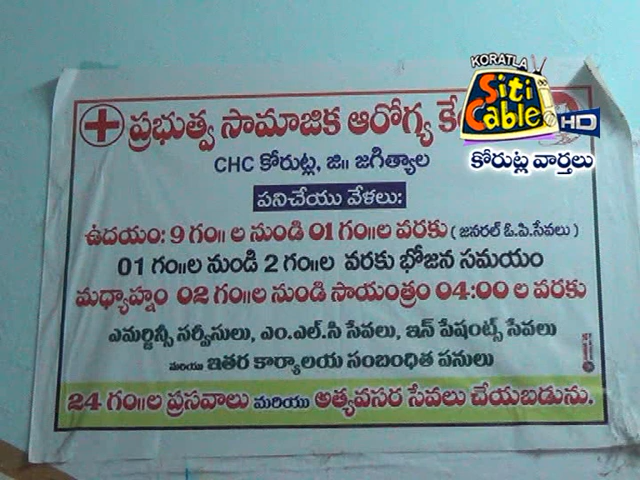 KORATLA
Siti
Cable
HD
కోరుట్ల వార్తలు
ప్రభుత్వ సామాజిక ఆరోగ్య
CHC కోరుట్ల, జి॥ జగిత్యాల
పనిచేయు వేళలు:
ఉదయం: 9 గం॥ ల నుండి 01 గం॥ల వరకు ( జనరల్ ఓ.పి.సేవలు )
01 గం॥ల నుండి 2 గం॥ల వరకు భోజన సమయం
మధ్యాహ్నం 02 గం॥ల నుండి సాయంత్రం 04:00 ల వరకు
ఎమర్జెన్సీ సర్వీసులు, ఎం.ఎల్.సి సేవలు, ఇన్ పేషంట్స్ సేవలు
మరియు ఇతర కార్యాలయ సంబంధిత పనులు
24 గం॥ల ప్రసవాలు మరియు అత్యవసర సేవలు చేయబడును.